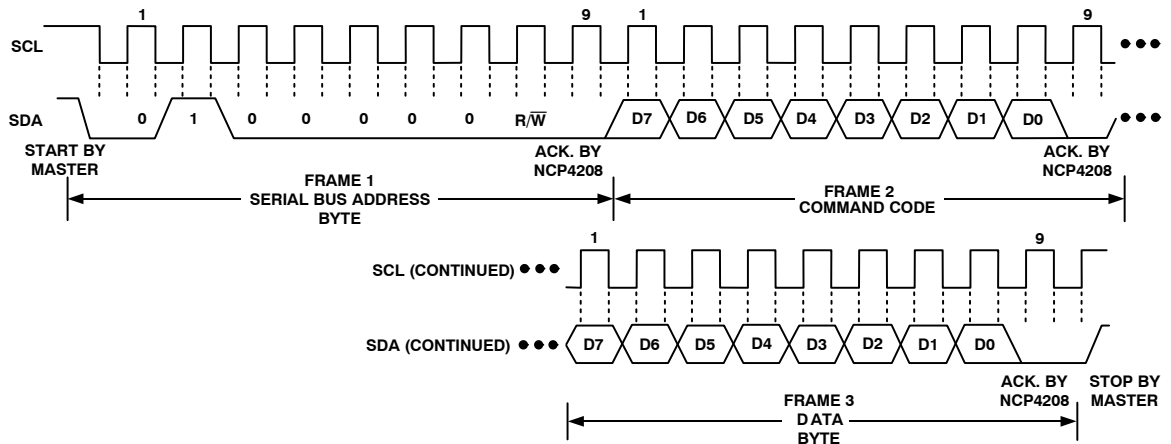 1 9 1 9
SCL
SDA 0 1 0 0 0 0 0 R/W̅ D7 D6 D5 D4 D3 D2 D1 D0
START BY
MASTER
ACK. BY
NCP4208
ACK. BY
NCP4208
FRAME 1
SERIAL BUS ADDRESS
BYTE
FRAME 2
COMMAND CODE
1 9
SCL (CONTINUED)
SDA (CONTINUED) D7 D6 D5 D4 D3 D2 D1 D0
ACK. BY
NCP4208
STOP BY
MASTER
FRAME 3
DATA
BYTE